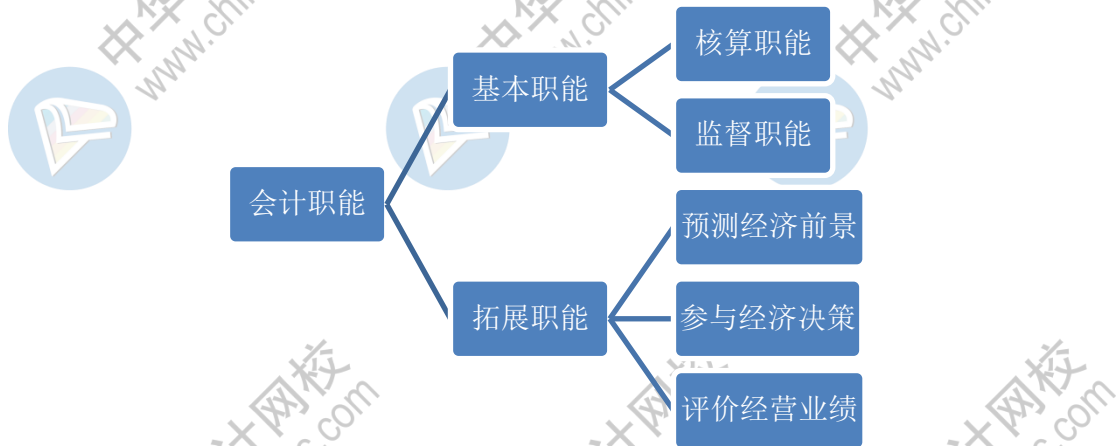 会计职能
基本职能
核算职能
监督职能
拓展职能
预测经济前景
参与经济决策
评价经营业绩